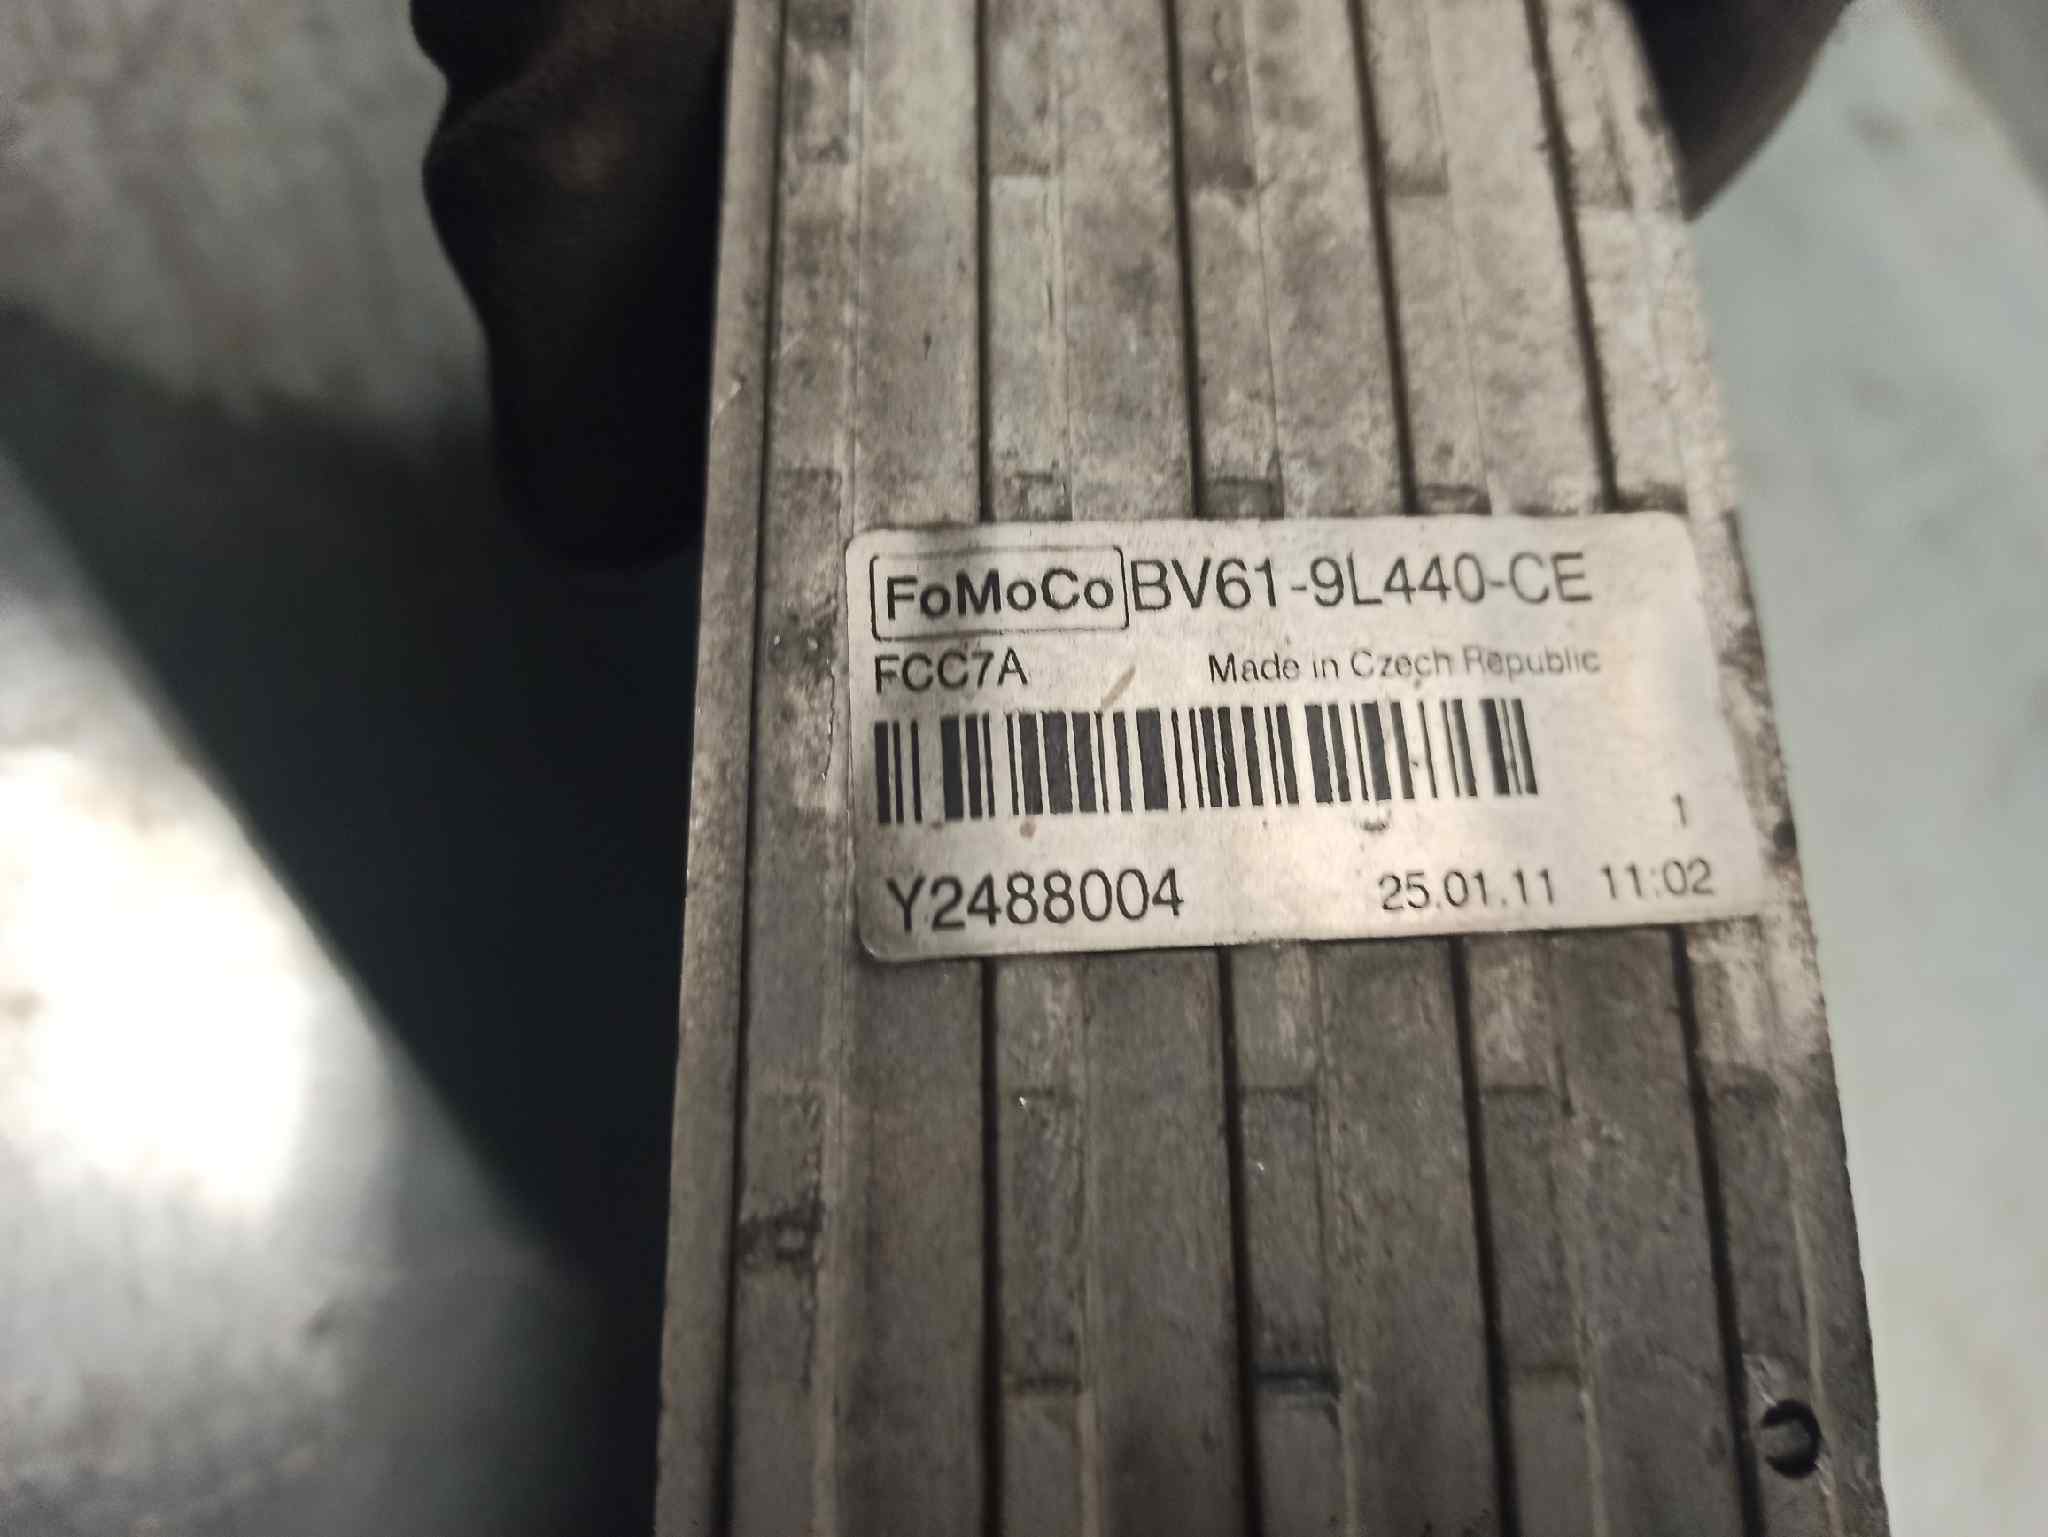 FoMoCo BV61-9L440-CE
FCC7A Made in Czech Republic
1
Y2488004 25.01.11 11:02